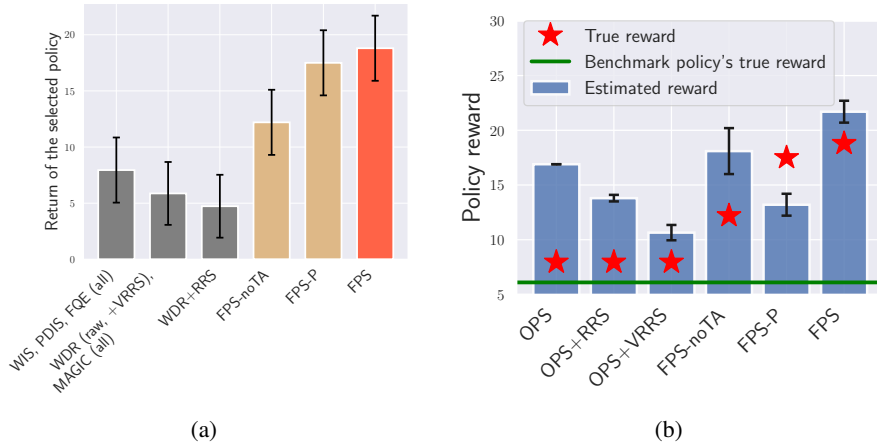 Return of the selected policy
20
15
10
5
0
WIS, PDIS, FQE (all)
WDR (raw, +VRRS),
MAGIC (all)
WDR+RRS
FPS-noTA
FPS-P
FPS
(a)
Policy reward
30
25
20
15
10
5
True reward
Benchmark policy's true reward
Estimated reward
OPS
OPS+RRS
OPS+VRRS
FPS-noTA
FPS-P
FPS
(b)